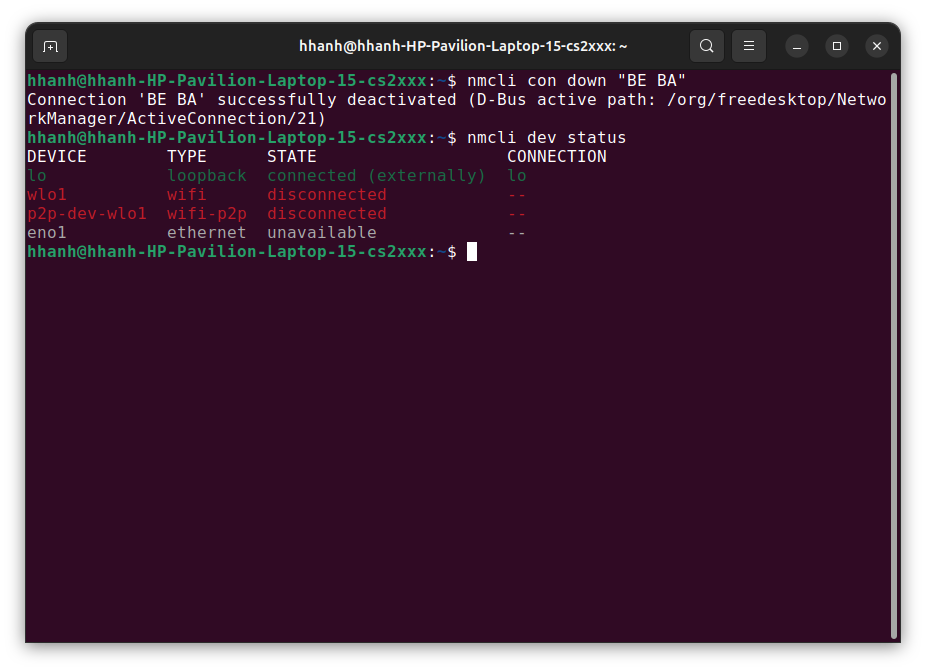 hhanh@hhanh-HP-Pavilion-Laptop-15-cs2xxx: ~
hhanh@hhanh-HP-Pavilion-Laptop-15-cs2xxx:~$ nmcli con down "BE BA"
Connection 'BE BA' successfully deactivated (D-Bus active path: /org/freedesktop/Netwo
rkManager/ActiveConnection/21)
hhanh@hhanh-HP-Pavilion-Laptop-15-cs2xxx:~$ nmcli dev status
DEVICE        TYPE      STATE                   CONNECTION
lo            loopback  connected (externally)  lo
wlo1          wifi      disconnected            --
p2p-dev-wlo1  wifi-p2p  disconnected            --
eno1          ethernet  unavailable             --
hhanh@hhanh-HP-Pavilion-Laptop-15-cs2xxx:~$